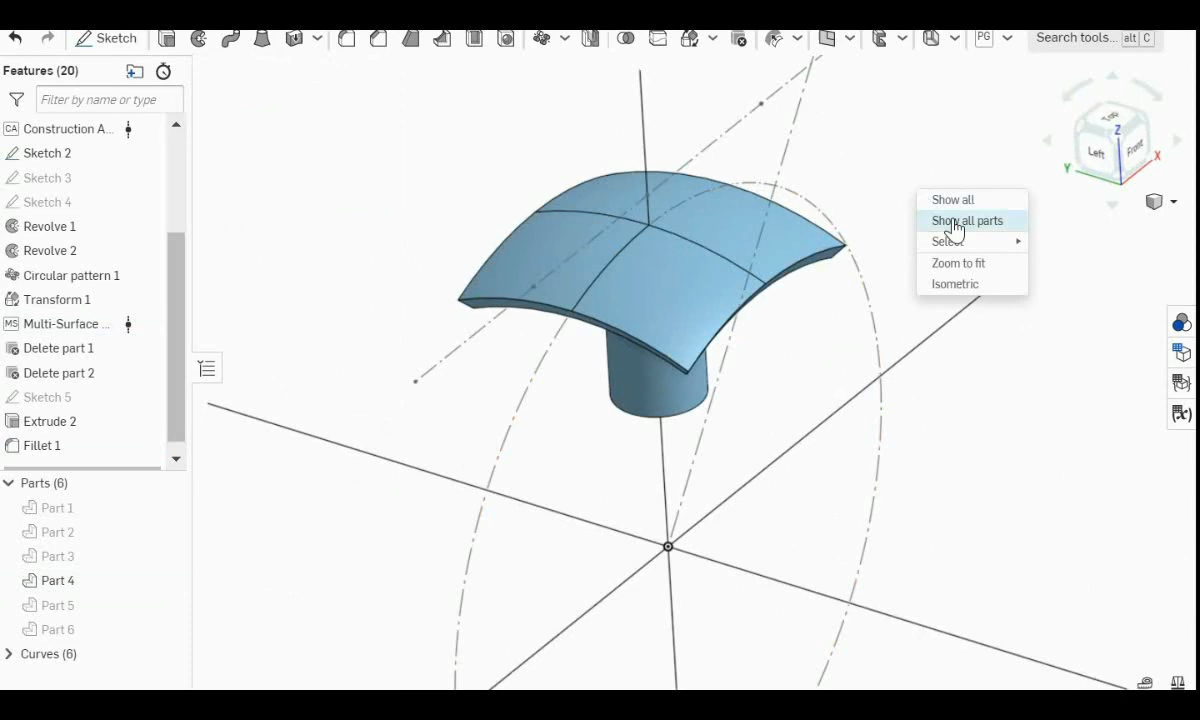 Sketch
PG
Search tools... alt C
Features (20)
Filter by name or type
CA Construction A...
Sketch 2
Sketch 3
Sketch 4
Revolve 1
Revolve 2
Circular pattern 1
Transform 1
MS Multi-Surface ...
Delete part 1
Delete part 2
Sketch 5
Extrude 2
Fillet 1
Parts (6)
Part 1
Part 2
Part 3
Part 4
Part 5
Part 6
Curves (6)
Show all
Show all parts
Zoom to fit
Isometric
Top
Z
Left
Front
X
Y
(x)